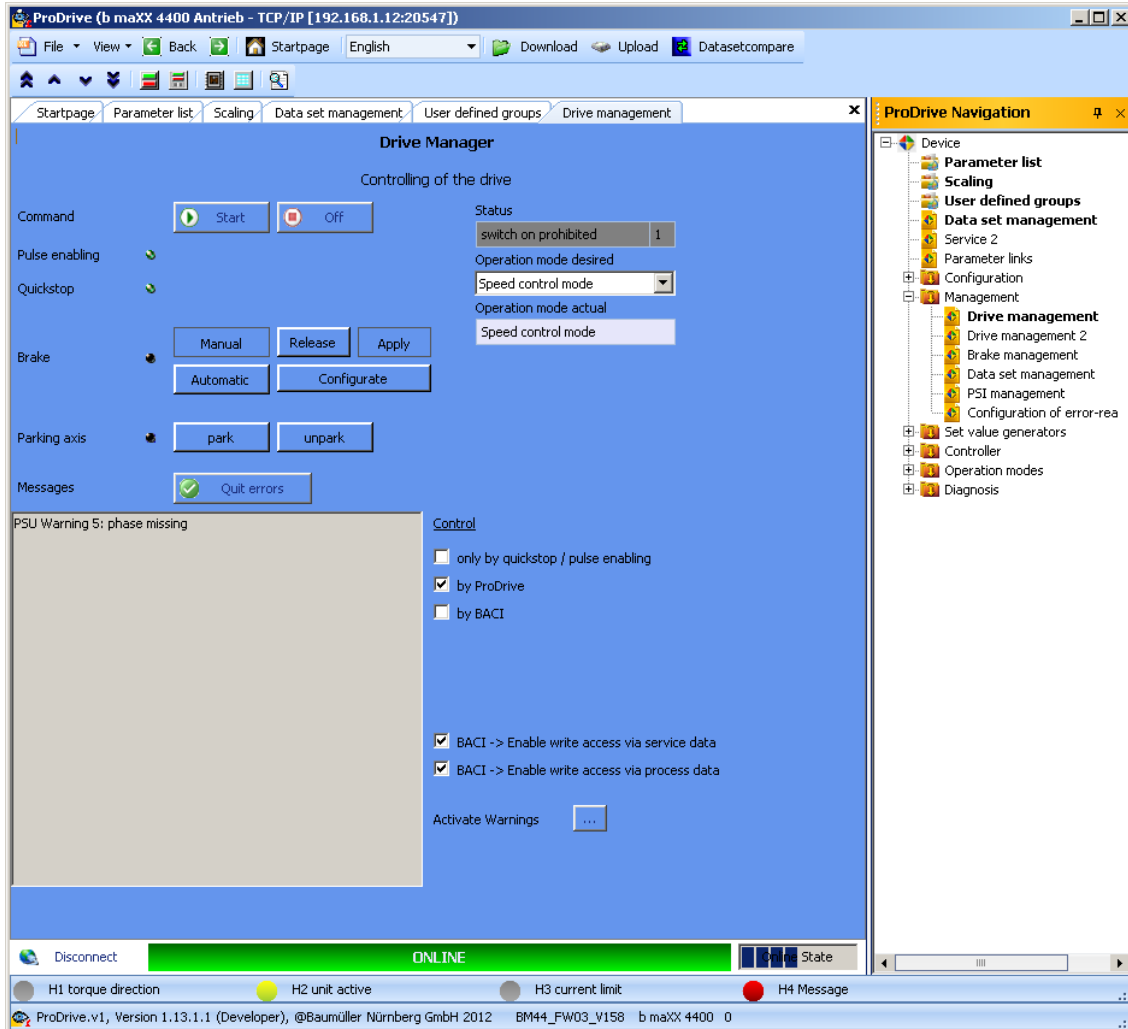 ProDrive (b maXX 4400 Antrieb - TCP/IP [192.168.1.12:20547])
File View Back Startpage English Download Upload Datasetcompare
Startpage Parameter list Scaling Data set management User defined groups Drive management
Drive Manager
Controlling of the drive
Command Start Off
Status
switch on prohibited 1
Pulse enabling
Operation mode desired
Speed control mode
Quickstop
Operation mode actual
Speed control mode
Brake
Manual Release Apply
Automatic Configurate
Parking axis park unpark
Messages Quit errors
PSU Warning 5: phase missing
Control
only by quickstop / pulse enabling
by ProDrive
by BACI
BACI -> Enable write access via service data
BACI -> Enable write access via process data
Activate Warnings ...
ProDrive Navigation
Device
Parameter list
Scaling
User defined groups
Data set management
Service 2
Parameter links
Configuration
Management
Drive management
Drive management 2
Brake management
Data set management
PSI management
Configuration of error-rea
Set value generators
Controller
Operation modes
Diagnosis
Disconnect ONLINE Online State
H1 torque direction H2 unit active H3 current limit H4 Message
ProDrive.v1, Version 1.13.1.1 (Developer), @Baumüller Nürnberg GmbH 2012 BM44_FW03_V158 b maXX 4400 0